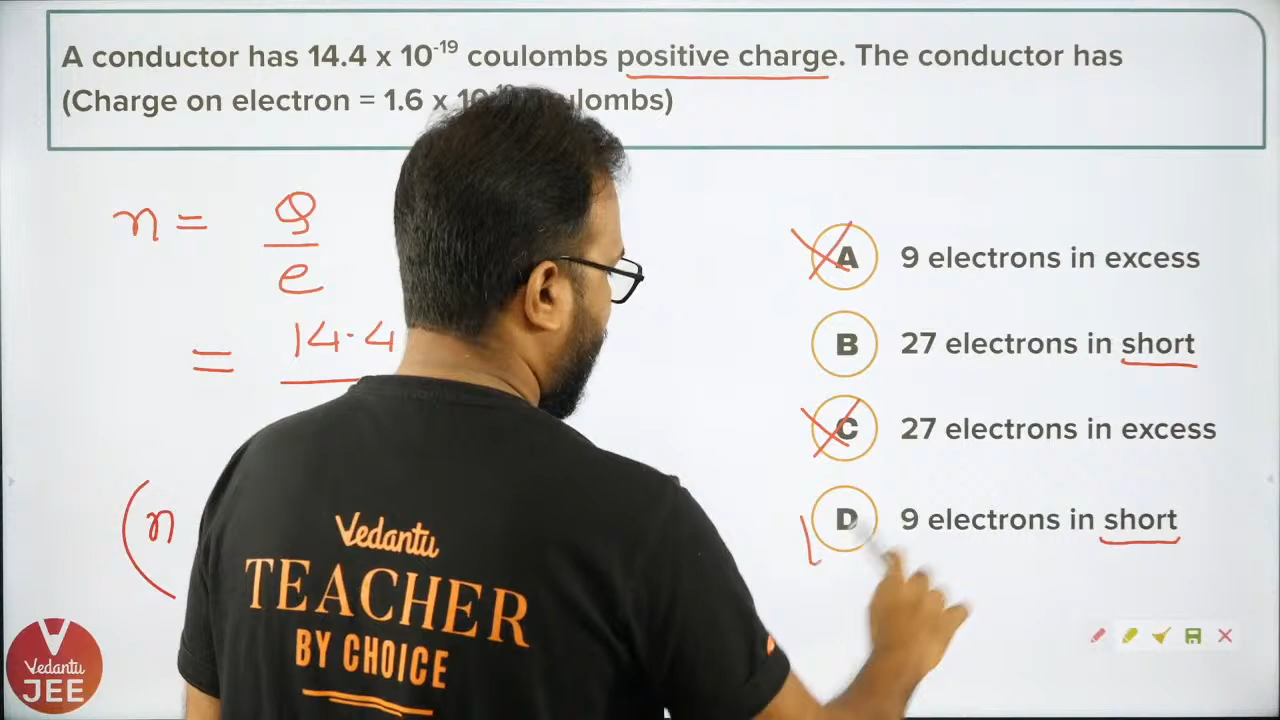 A conductor has 14.4 x 10⁻¹⁹ coulombs positive charge. The conductor has
(Charge on electron = 1.6 x
n = Q
e
= 14.4
(n
A 9 electrons in excess
B 27 electrons in short
C 27 electrons in excess
D 9 electrons in short
Vedantu
TEACHER
BY CHOICE
Vedantu
JEE